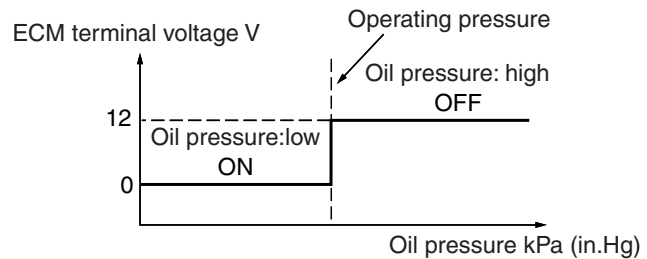 Operating pressure
ECM terminal voltage V
Oil pressure: high
OFF
12
Oil pressure:low
ON
0
Oil pressure kPa (in.Hg)